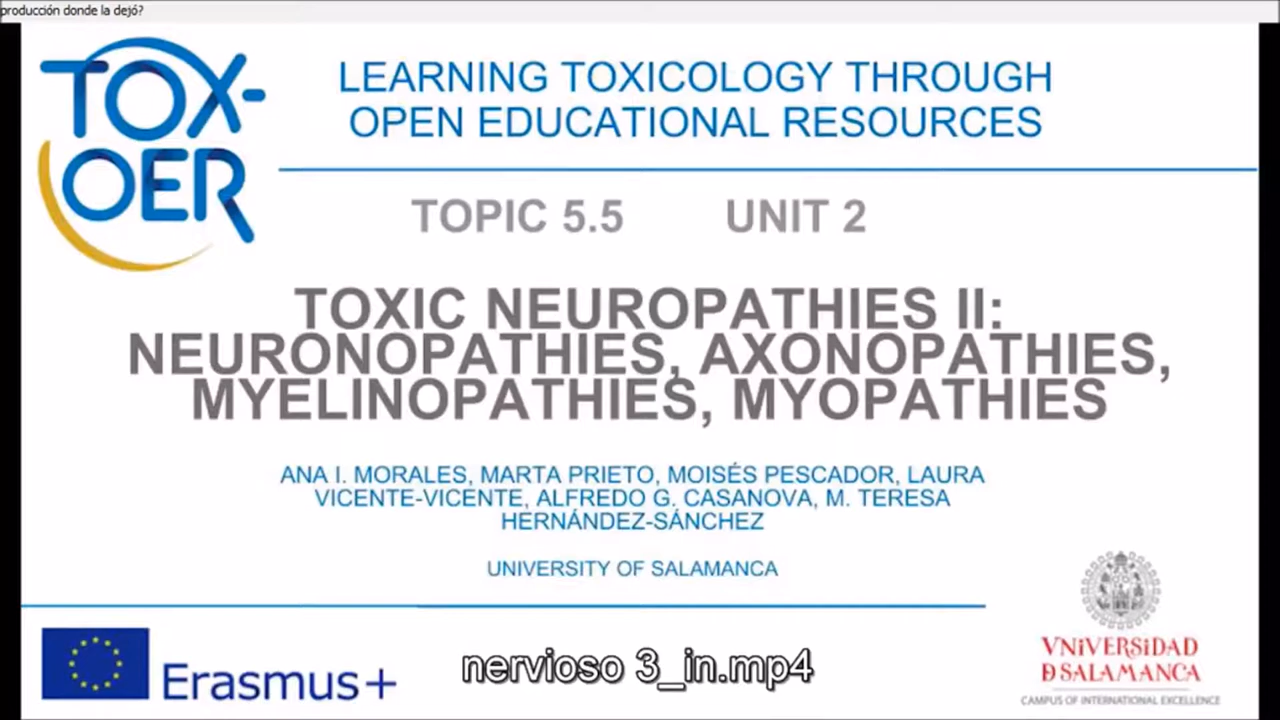 producción donde la dejó?
TOX-
OER
LEARNING TOXICOLOGY THROUGH
OPEN EDUCATIONAL RESOURCES
TOPIC 5.5 UNIT 2
TOXIC NEUROPATHIES II:
NEURONOPATHIES, AXONOPATHIES,
MYELINOPATHIES, MYOPATHIES
ANA I. MORALES, MARTA PRIETO, MOISÉS PESCADOR, LAURA
VICENTE-VICENTE, ALFREDO G. CASANOVA, M. TERESA
HERNÁNDEZ-SÁNCHEZ
UNIVERSITY OF SALAMANCA
Erasmus+
nervioso 3_in.mp4
VNiVERSiDAD
D SALAMANCA
CAMPUS OF INTERNATIONAL EXCELLENCE